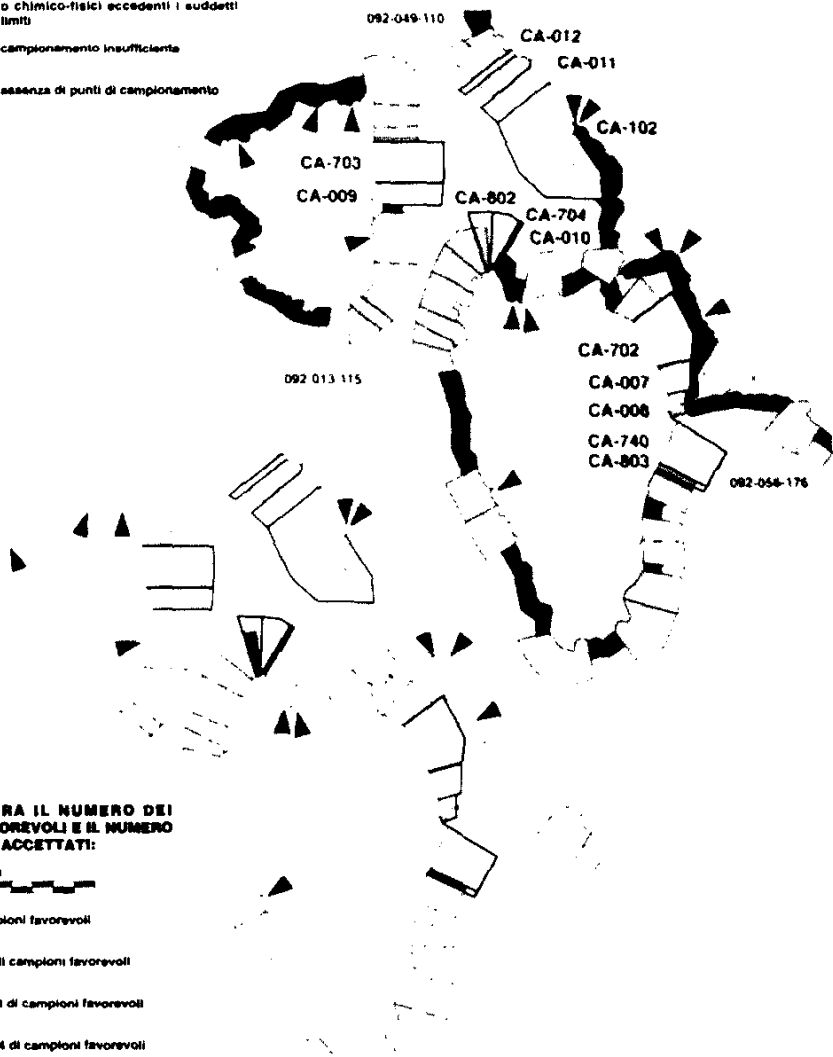 o chimico-fisici eccedenti i suddetti
limiti
campionamento insufficiente
assenza di punti di campionamento
092-049-110
CA-012
CA-011
CA-102
CA-703
CA-009
CA-802
CA-704
CA-010
092 013 115
CA-702
CA-007
CA-008
CA-740
CA-803
092-056-176
RA IL NUMERO DEI
OREVOLI E IL NUMERO
ACCETTATI:
pioni favorevoli
di campioni favorevoli
di campioni favorevoli
4 di campioni favorevoli